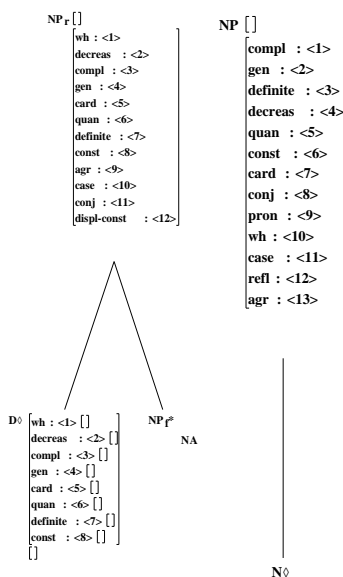 NPr []
wh : <1>
decreas : <2>
compl : <3>
gen : <4>
card : <5>
quan : <6>
definite : <7>
const : <8>
agr : <9>
case : <10>
conj : <11>
displ-const : <12>
D◊
wh : <1> []
decreas : <2> []
compl : <3> []
gen : <4> []
card : <5> []
quan : <6> []
definite : <7> []
const : <8> []
[]
NPf*
NA
NP []
compl : <1>
gen : <2>
definite : <3>
decreas : <4>
quan : <5>
const : <6>
card : <7>
conj : <8>
pron : <9>
wh : <10>
case : <11>
refl : <12>
agr : <13>
N◊